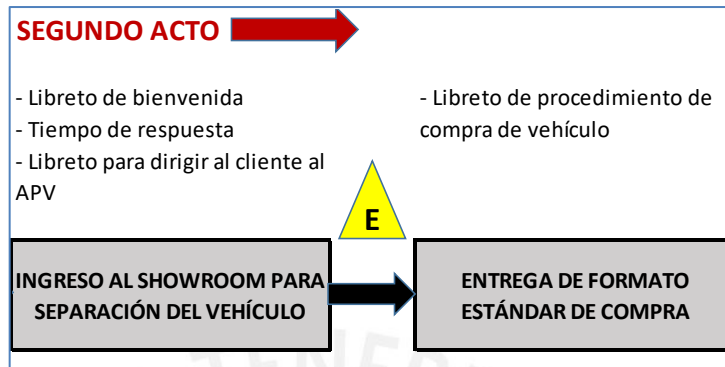 SEGUNDO ACTO
- Libreto de bienvenida
- Tiempo de respuesta
- Libreto para dirigir al cliente al
APV
- Libreto de procedimiento de
compra de vehículo
E
INGRESO AL SHOWROOM PARA
SEPARACIÓN DEL VEHÍCULO
ENTREGA DE FORMATO
ESTÁNDAR DE COMPRA